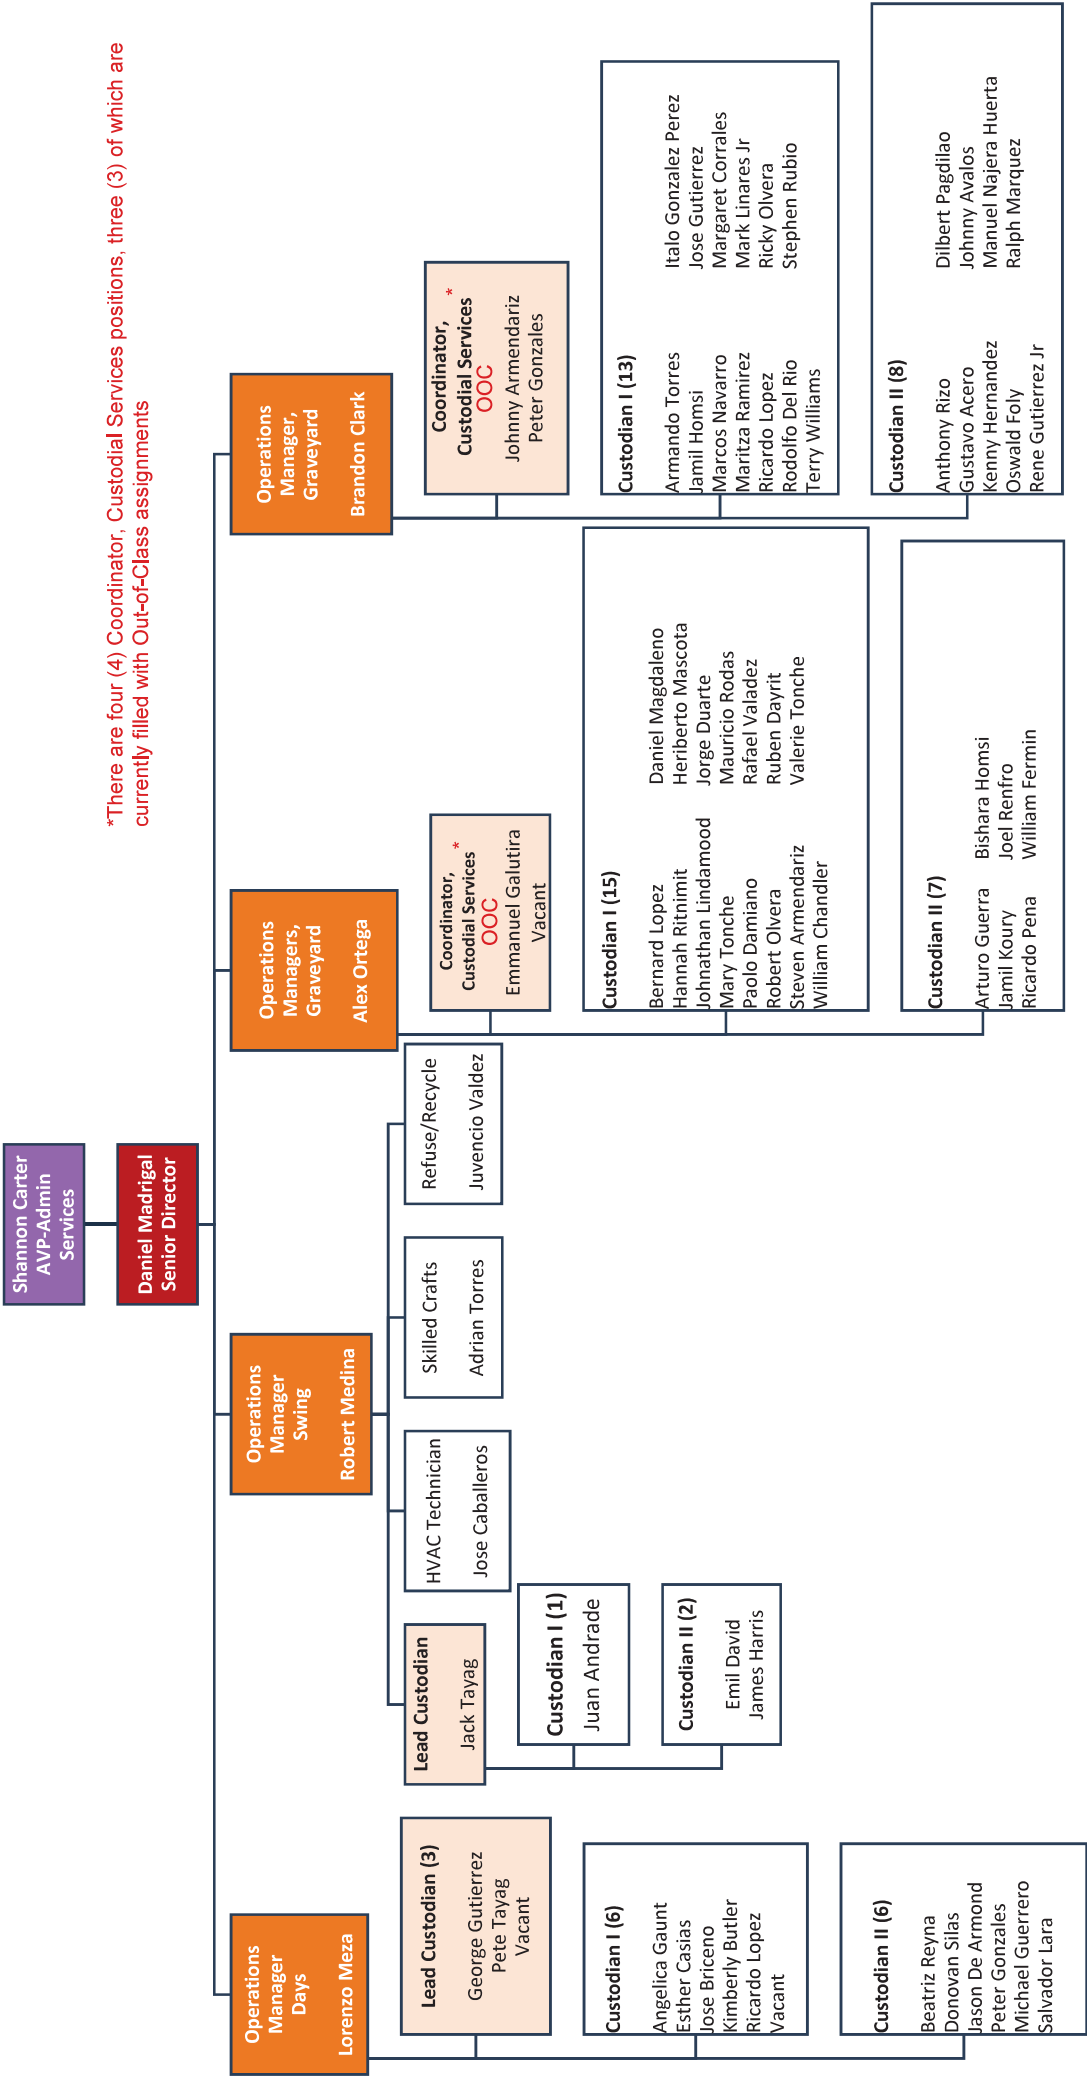 *There are four (4) Coordinator, Custodial Services positions, three (3) of which are
currently filled with Out-of-Class assignments
Shannon Carter
AVP-Admin
Services
Daniel Madrigal
Senior Director
Operations
Manager
Days
Lorenzo Meza
Lead Custodian (3)
George Gutierrez
Pete Tayag
Vacant
Custodian I (6)
Angelica Gaunt
Esther Casias
Jose Briceno
Kimberly Butler
Ricardo Lopez
Vacant
Custodian II (6)
Beatriz Reyna
Donovan Silas
Jason De Armond
Peter Gonzales
Michael Guerrero
Salvador Lara
Operations
Manager
Swing
Robert Medina
Lead Custodian
Jack Tayag
Custodian I (1)
Juan Andrade
Custodian II (2)
Emil David
James Harris
HVAC Technician
Jose Caballeros
Skilled Crafts
Adrian Torres
Refuse/Recycle
Juvencio Valdez
Operations
Managers,
Graveyard
Alex Ortega
Coordinator,
Custodial Services *
OOC
Emmanuel Galutira
Vacant
Custodian I (15)
Bernard Lopez
Hannah Ritnimit
Johnathan Lindamood
Mary Tonche
Paolo Damiano
Robert Olvera
Steven Armendariz
William Chandler
Daniel Magdaleno
Heriberto Mascota
Jorge Duarte
Mauricio Rodas
Rafael Valadez
Ruben Dayrit
Valerie Tonche
Custodian II (7)
Arturo Guerra
Jamil Koury
Ricardo Pena
Bishara Homsi
Joel Renfro
William Fermin
Operations
Manager,
Graveyard
Brandon Clark
Coordinator,
Custodial Services *
OOC
Johnny Armendariz
Peter Gonzales
Custodian I (13)
Armando Torres
Jamil Homsi
Marcos Navarro
Maritza Ramirez
Ricardo Lopez
Rodolfo Del Rio
Terry Williams
Italo Gonzalez Perez
Jose Gutierrez
Margaret Corrales
Mark Linares Jr
Ricky Olvera
Stephen Rubio
Custodian II (8)
Anthony Rizo
Gustavo Acero
Kenny Hernandez
Oswald Foly
Rene Gutierrez Jr
Dilbert Pagdilao
Johnny Avalos
Manuel Najera Huerta
Ralph Marquez